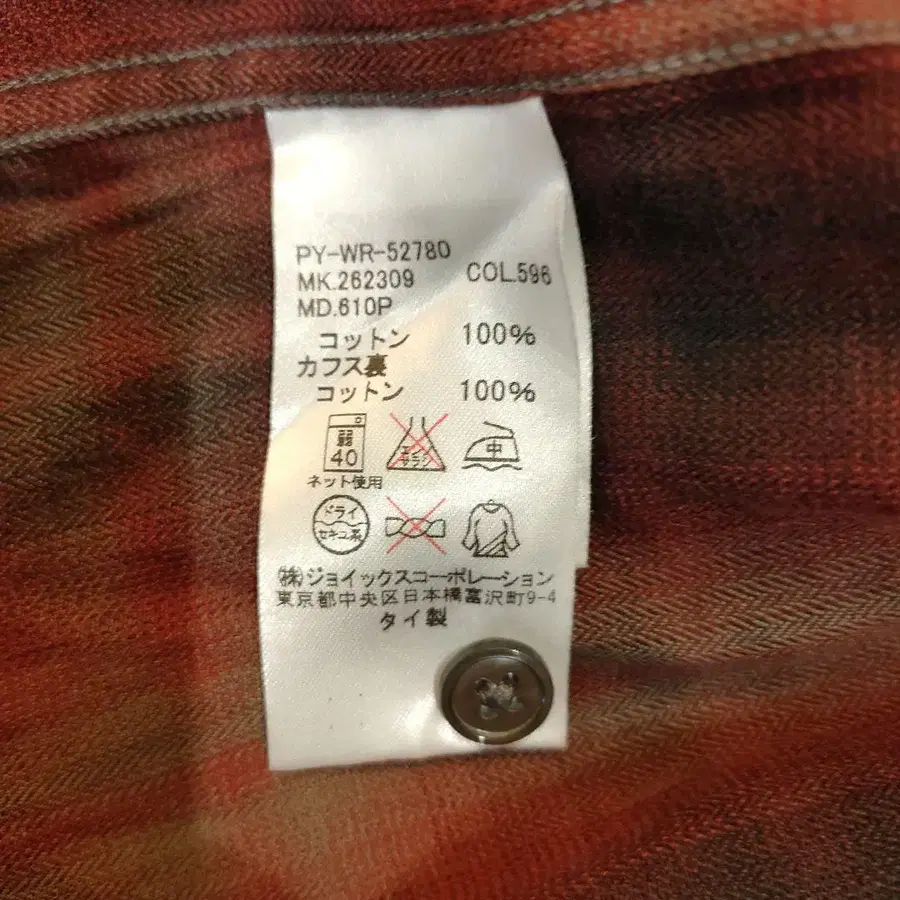 PY-WR-52780
MK.262309 COL.596
MD.610P
コットン 100%
カフス裏
コットン 100%
弱
40
エンソ
サラシ
中
ネット使用
ドライ
セキユ系
㈱ジョイックスコーポレーション
東京都中央区日本橋富沢町9-4
タイ製